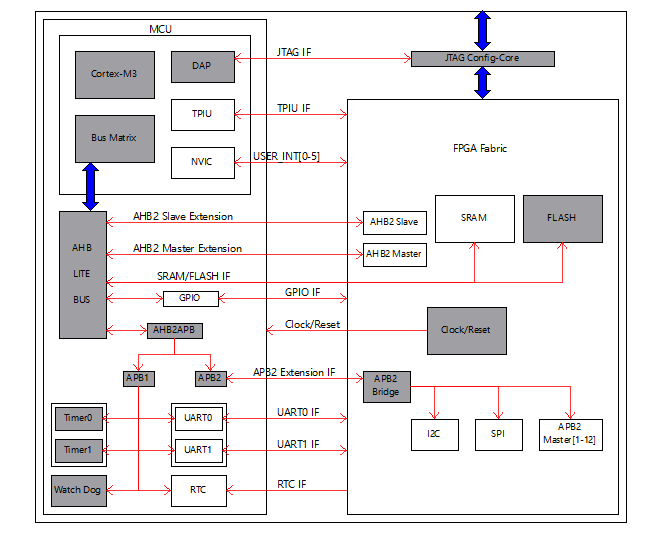 MCU
JTAG IF
JTAG Config-Core
Cortex-M3
DAP
TPIU
TPIU IF
Bus Matrix
NVIC
USER_INT[0-5]
FPGA Fabric
AHB
LITE
BUS
AHB2 Slave Extension
AHB2 Slave
SRAM
FLASH
AHB2 Master Extension
AHB2 Master
SRAM/FLASH IF
GPIO
GPIO IF
AHB2APB
Clock/Reset
Clock/Reset
APB1
APB2
APB2 Extension IF
APB2
Bridge
Timer0
UART0
UART0 IF
I2C
SPI
APB2
Master[1-12]
Timer1
UART1
UART1 IF
Watch Dog
RTC
RTC IF